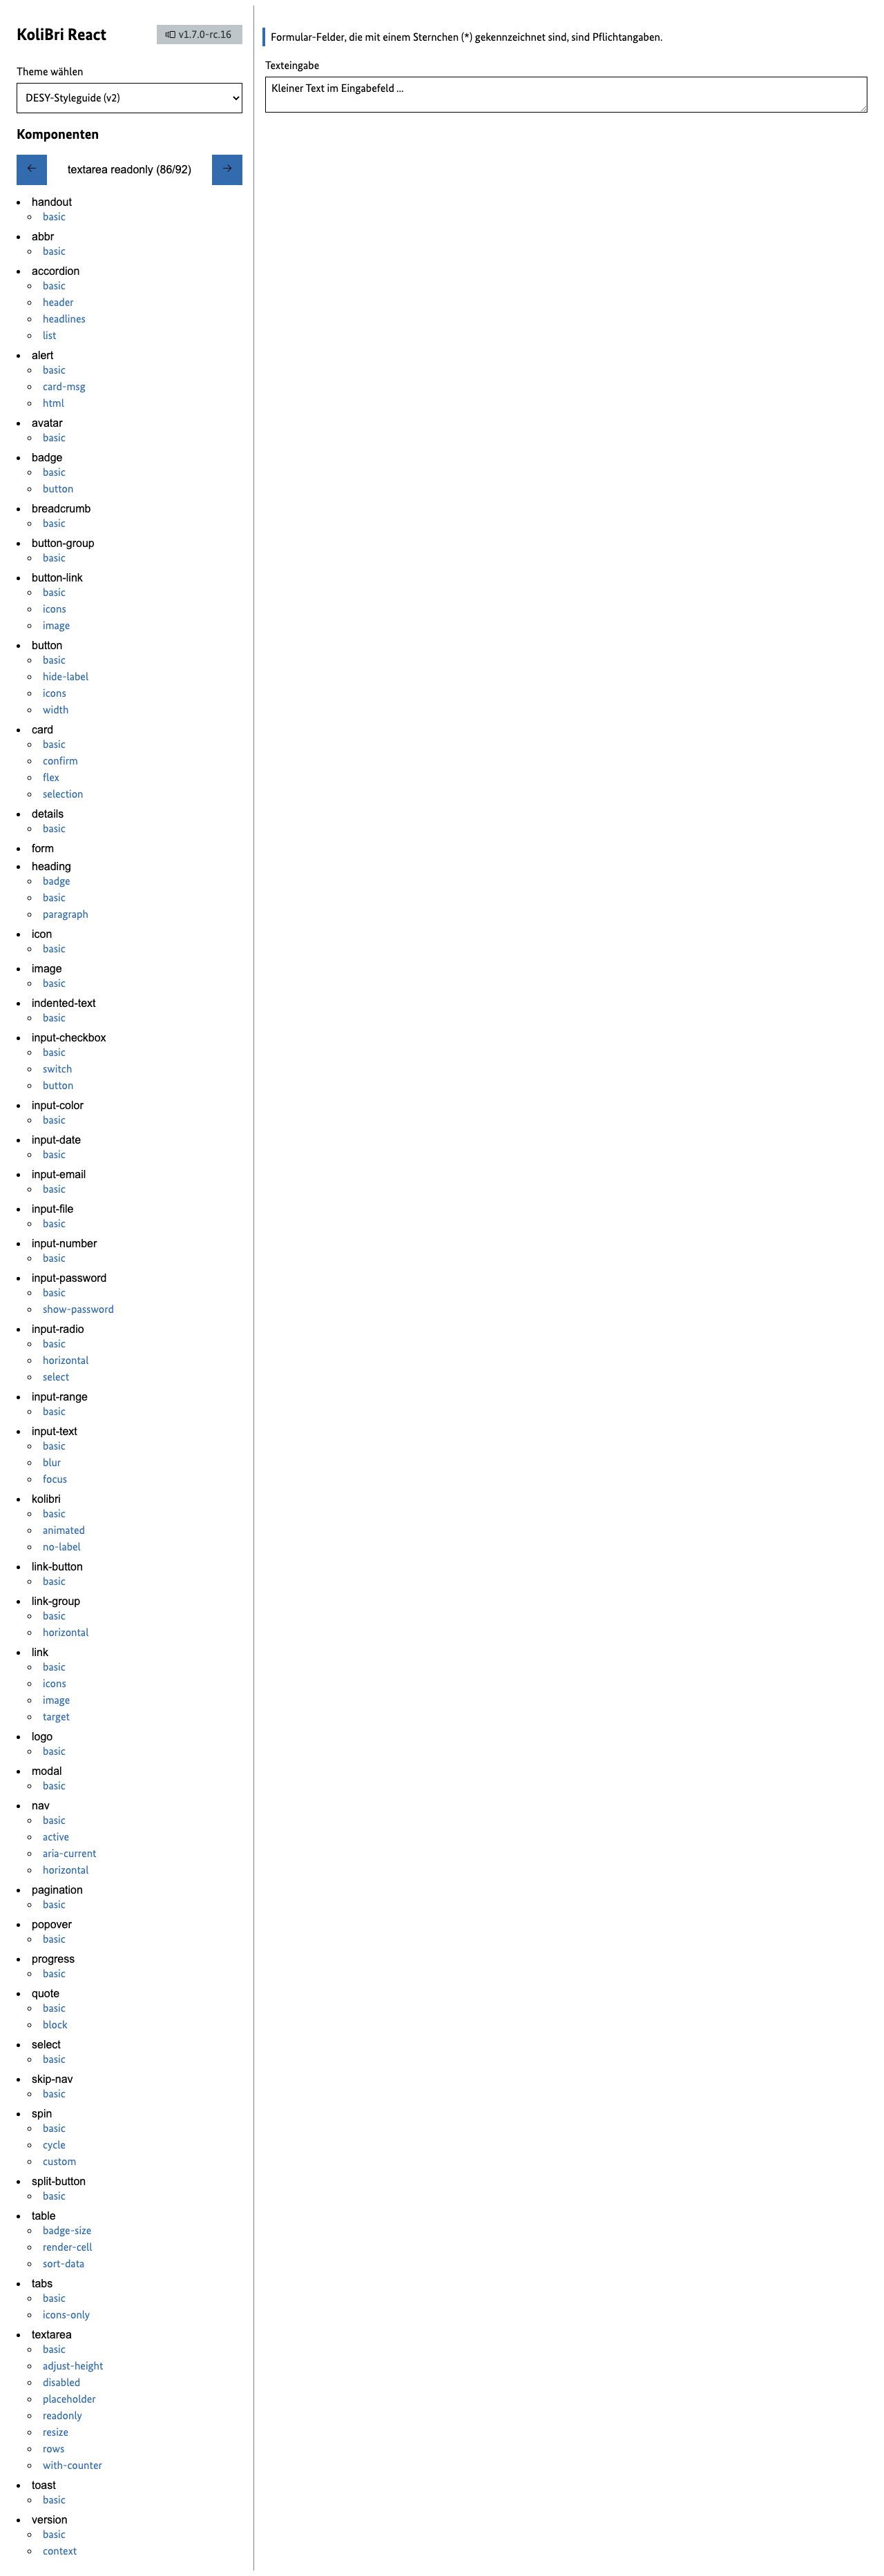 KoliBri React
v1.7.0-rc.16
Theme wählen
DESY-Styleguide (v2)
Komponenten
← textarea readonly (86/92) →
handout
basic
abbr
basic
accordion
basic
header
headlines
list
alert
basic
card-msg
html
avatar
basic
badge
basic
button
breadcrumb
basic
button-group
basic
button-link
basic
icons
image
button
basic
hide-label
icons
width
card
basic
confirm
flex
selection
details
basic
form
heading
badge
basic
paragraph
icon
basic
image
basic
indented-text
basic
input-checkbox
basic
switch
button
input-color
basic
input-date
basic
input-email
basic
input-file
basic
input-number
basic
input-password
basic
show-password
input-radio
basic
horizontal
select
input-range
basic
input-text
basic
blur
focus
kolibri
basic
animated
no-label
link-button
basic
link-group
basic
horizontal
link
basic
icons
image
target
logo
basic
modal
basic
nav
basic
active
aria-current
horizontal
pagination
basic
popover
basic
progress
basic
quote
basic
block
select
basic
skip-nav
basic
spin
basic
cycle
custom
split-button
basic
table
badge-size
render-cell
sort-data
tabs
basic
icons-only
textarea
basic
adjust-height
disabled
placeholder
readonly
resize
rows
with-counter
toast
basic
version
basic
context
Formular-Felder, die mit einem Sternchen (*) gekennzeichnet sind, sind Pflichtangaben.
Texteingabe
Kleiner Text im Eingabefeld ...